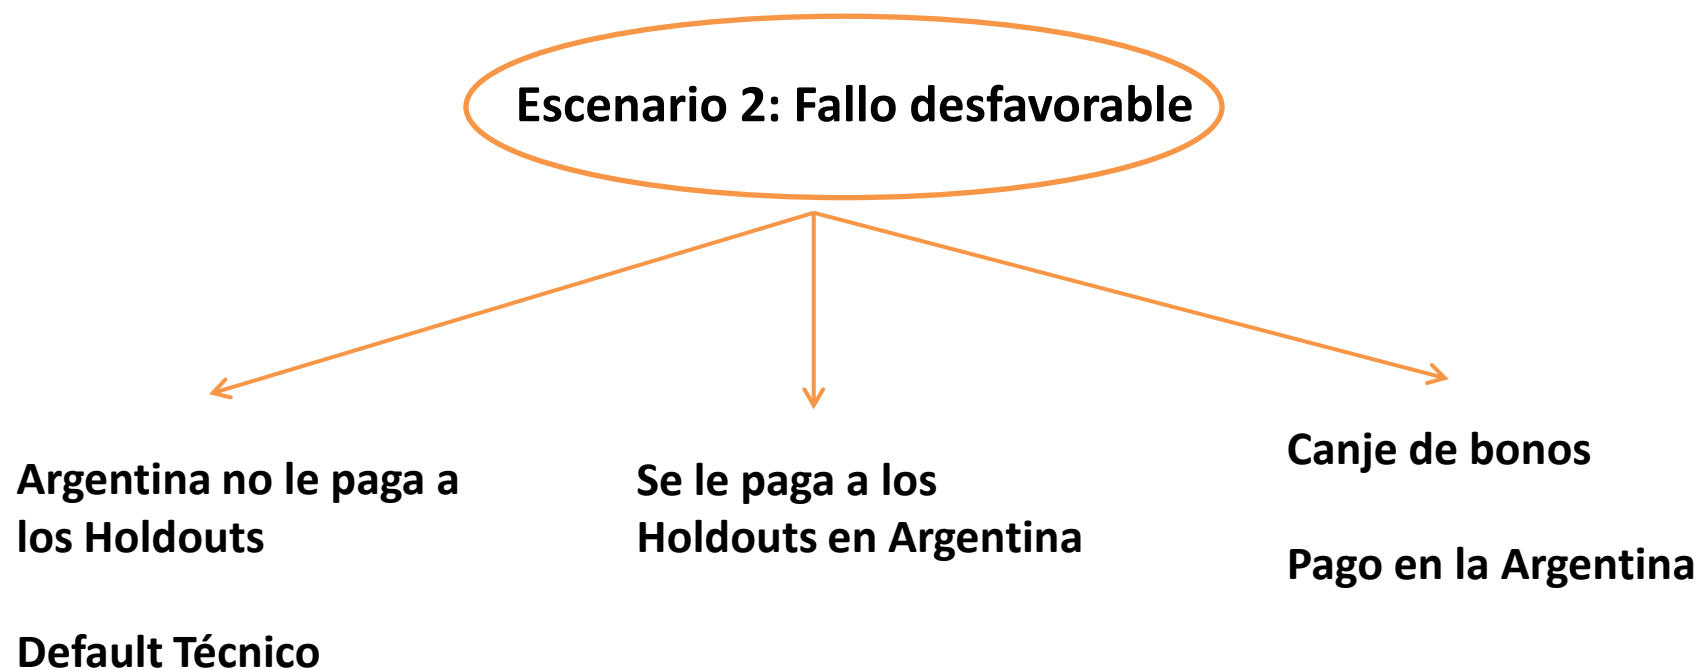 Escenario 2: Fallo desfavorable
Argentina no le paga a
los Holdouts
Default Técnico
Se le paga a los
Holdouts en Argentina
Canje de bonos
Pago en la Argentina